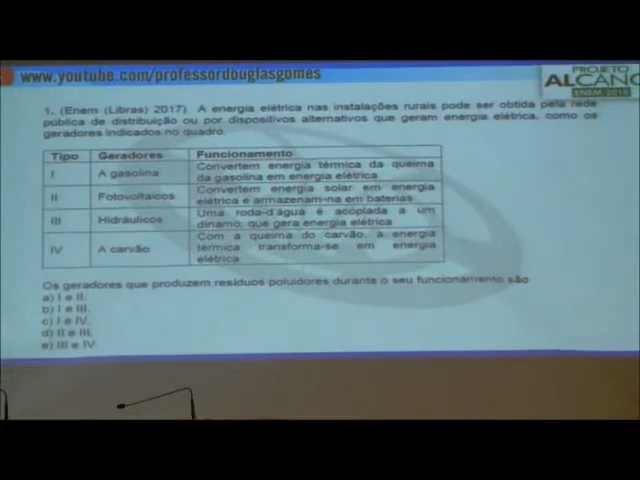 www.youtube.com/professordouglasgomes
PROJETO
ALCANC
ENEM 2018
1. (Enem (Libras) 2017) A energia elétrica nas instalações rurais pode ser obtida pela rede
pública de distribuição ou por dispositivos alternativos que geram energia elétrica, como os
geradores indicados no quadro.
Tipo Geradores Funcionamento
I A gasolina Convertem energia térmica da queima
da gasolina em energia elétrica
II Fotovoltaicos Convertem energia solar em energia
elétrica e armazenam-na em baterias
III Hidráulicos Uma roda-d'água é acoplada a um
dínamo, que gera energia elétrica
IV A carvão Com a queima do carvão, a energia
térmica transforma-se em energia
elétrica
Os geradores que produzem resíduos poluidores durante o seu funcionamento são
a) I e II.
b) I e III.
c) I e IV.
d) II e III.
e) III e IV.